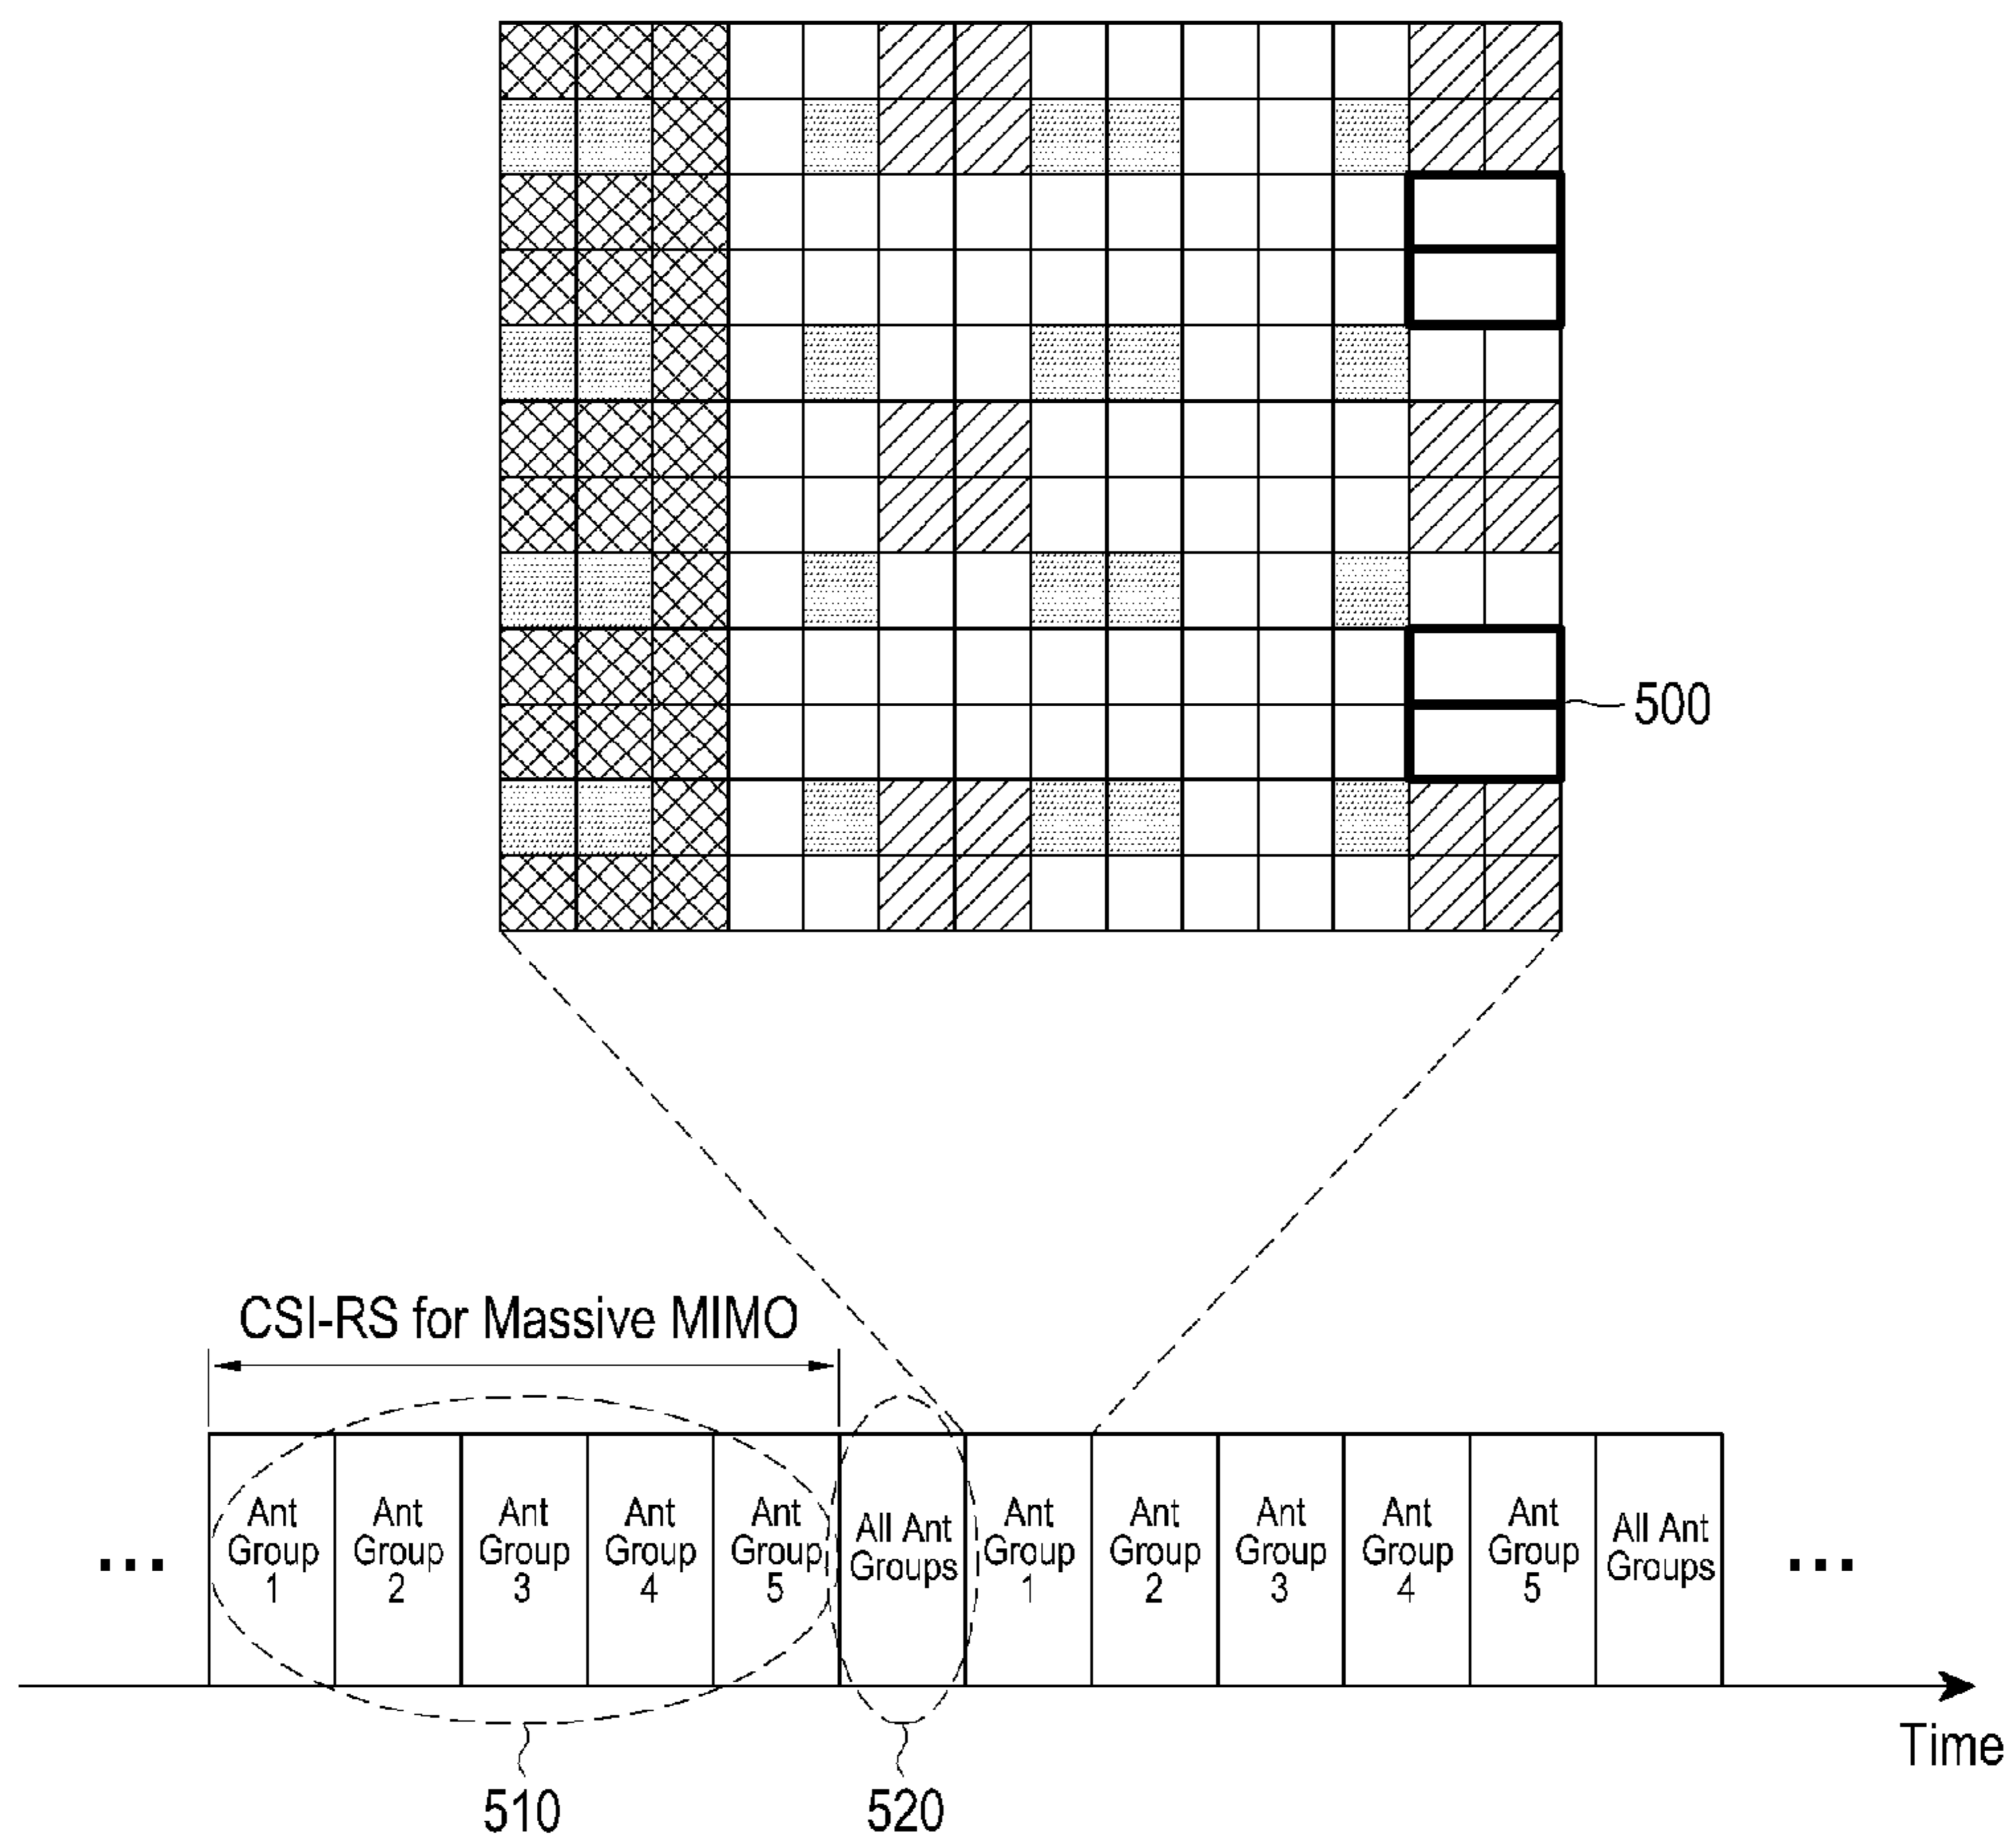 500
CSI-RS for Massive MIMO
Ant Group 1
Ant Group 2
Ant Group 3
Ant Group 4
Ant Group 5
All Ant Groups
Ant Group 1
Ant Group 2
Ant Group 3
Ant Group 4
Ant Group 5
All Ant Groups
...
...
Time
510
520